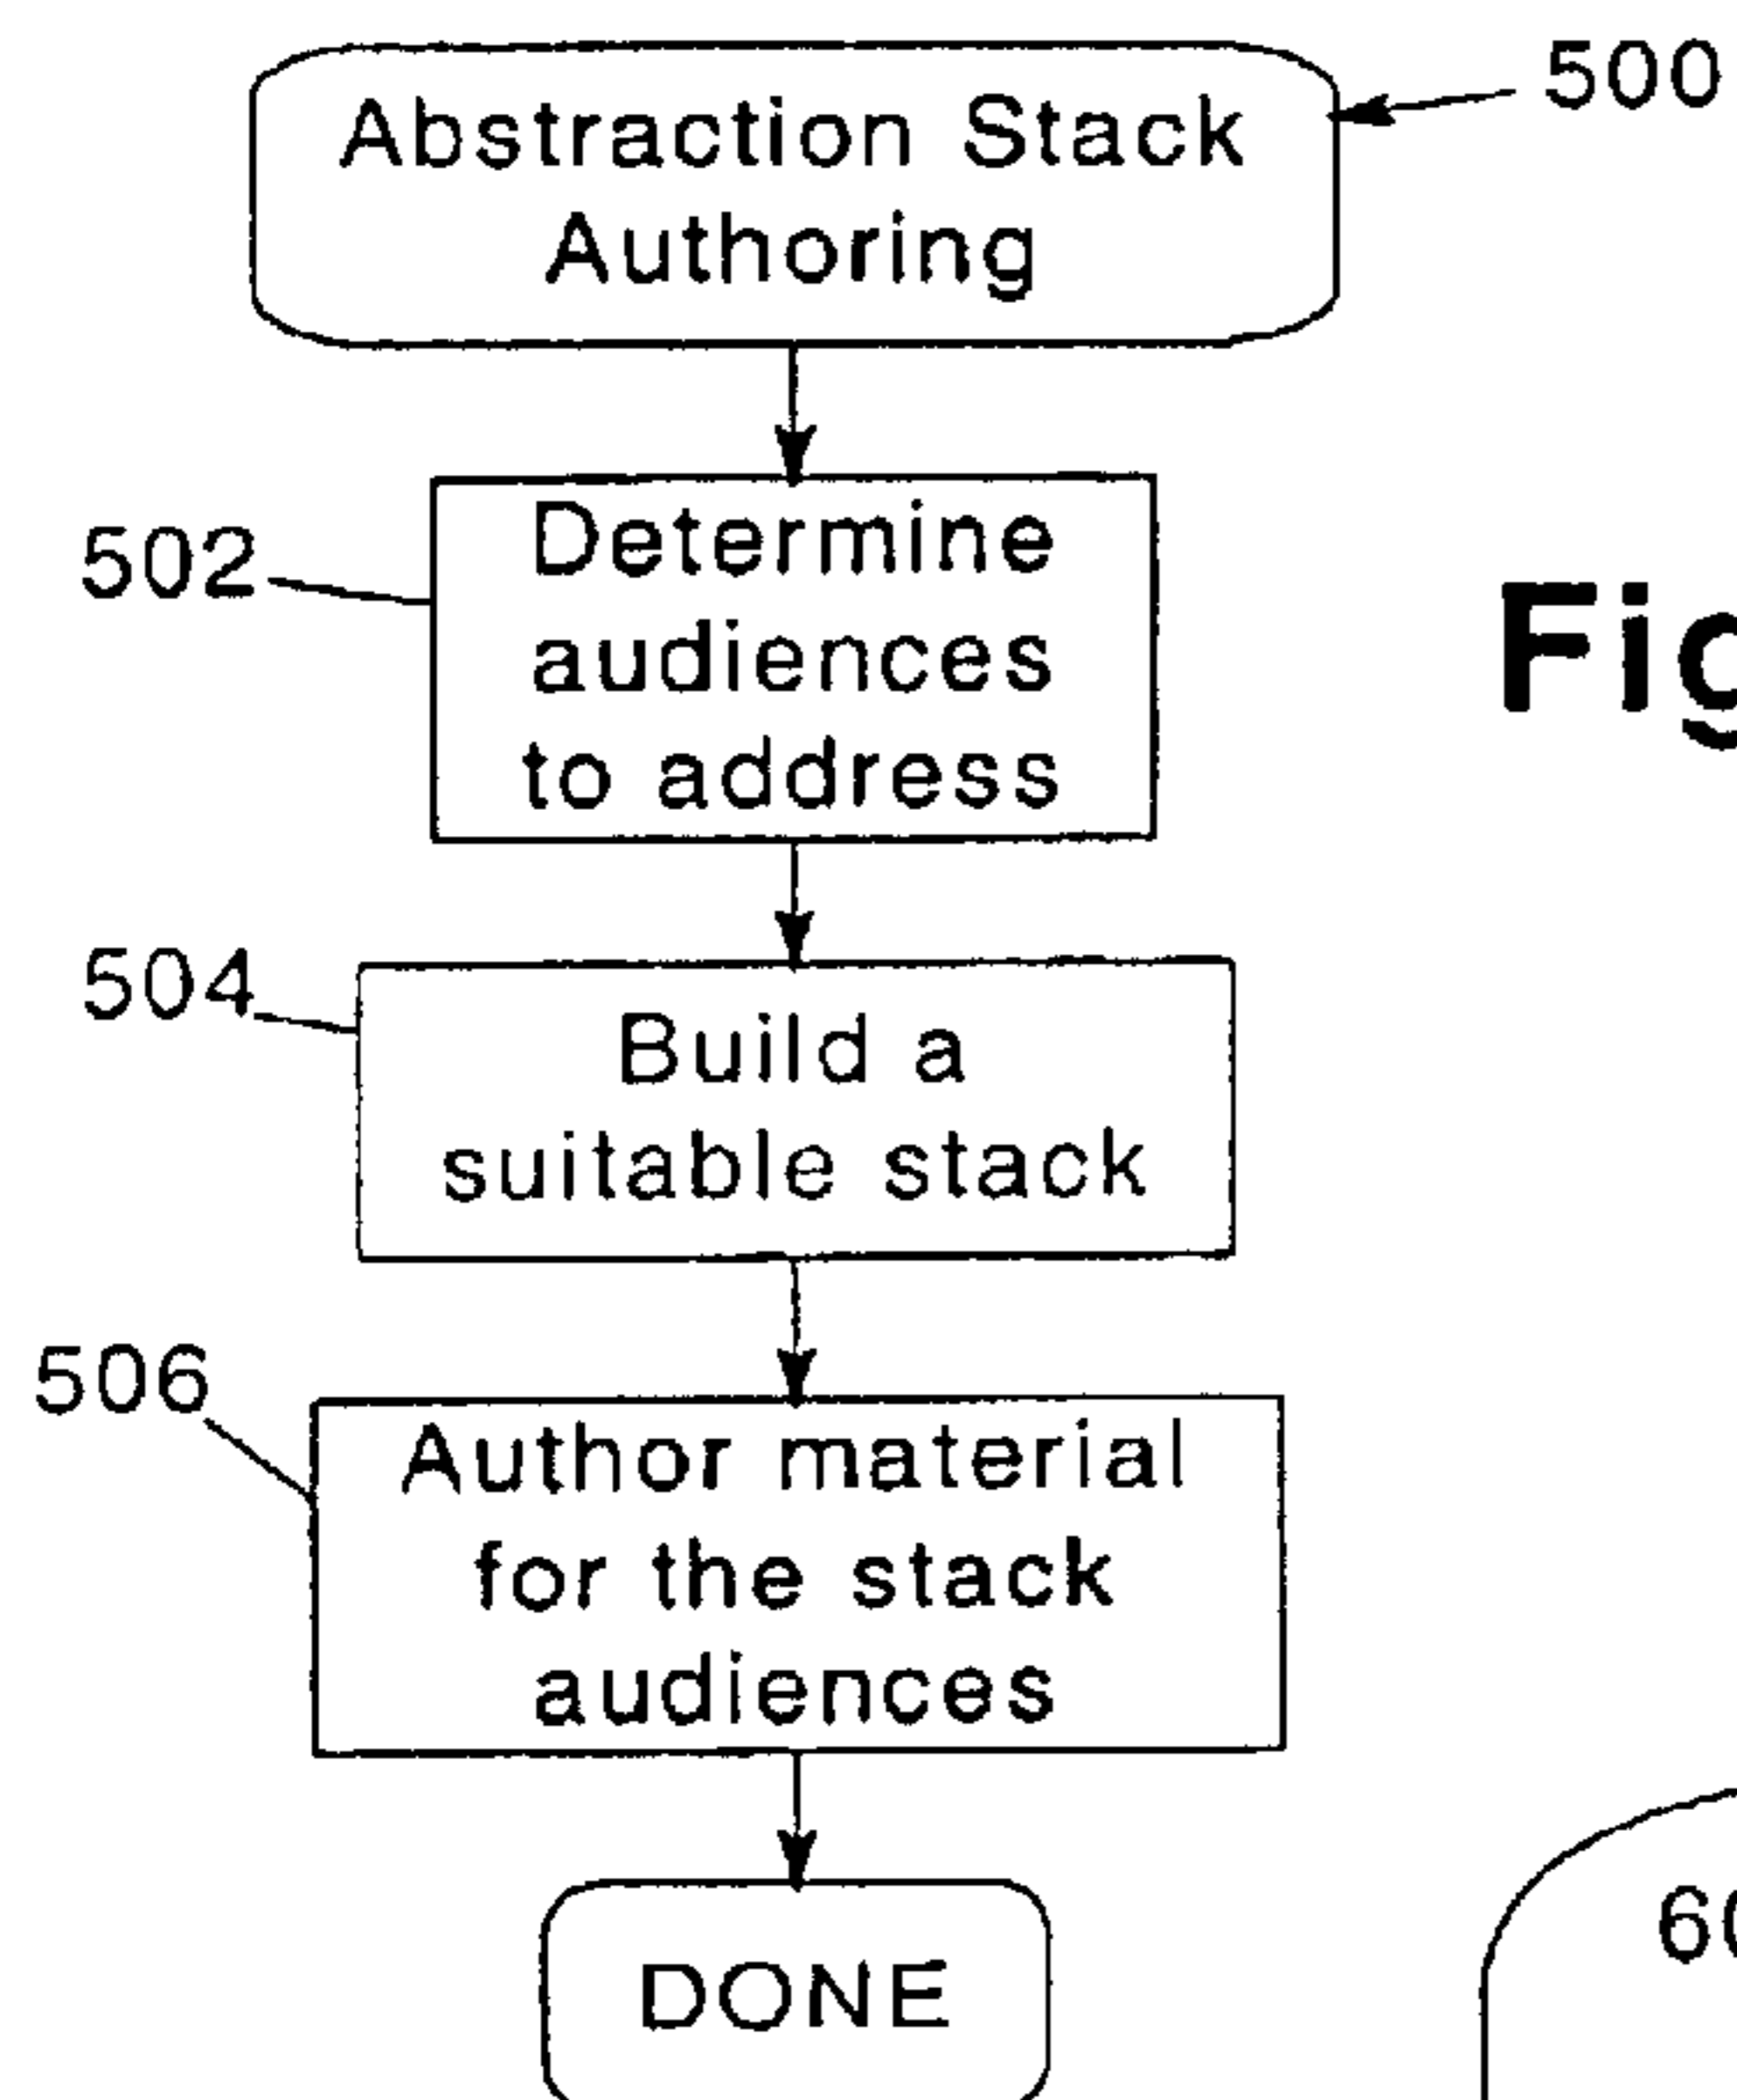 Abstraction Stack
Authoring
500
502
Determine
audiences
to address
504
Build a
suitable stack
506
Author material
for the stack
audiences
DONE